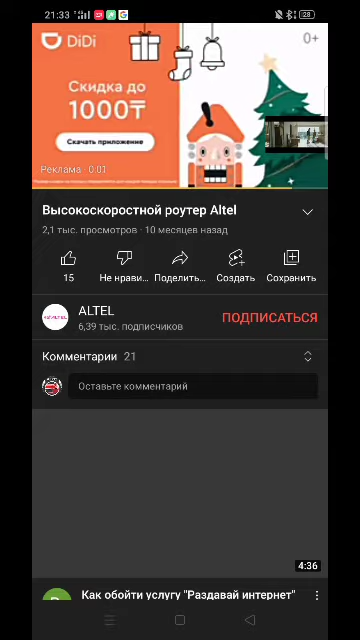 21:33
28
DiDi
0+
Скидка до
1000₸
Скачать приложение
Реклама · 0:01
Высокоскоростной роутер Altel
2,1 тыс. просмотров · 10 месяцев назад
15
Не нрави...
Поделить...
Создать
Сохранить
ALTEL
ALTEL
6,39 тыс. подписчиков
ПОДПИСАТЬСЯ
Комментарии 21
Оставьте комментарий
4:36
Как обойти услугу "Раздавай интернет"